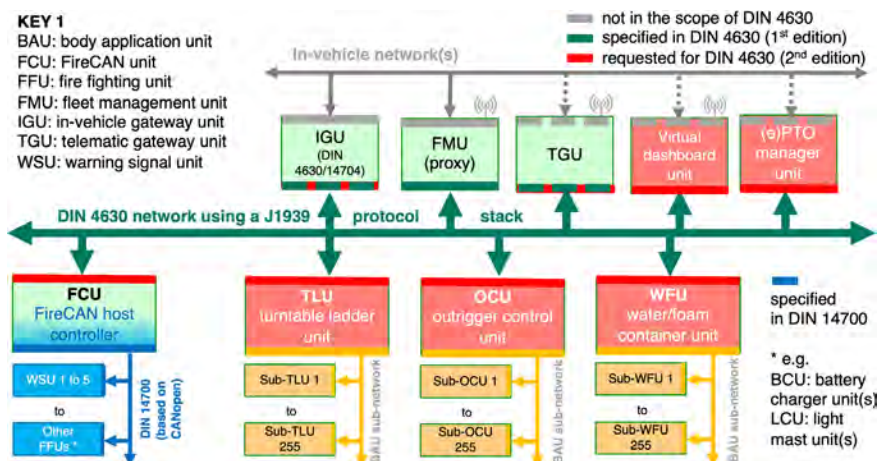 KEY 1
BAU: body application unit
FCU: FireCAN unit
FFU: fire fighting unit
FMU: fleet management unit
IGU: in-vehicle gateway unit
TGU: telematic gateway unit
WSU: warning signal unit
not in the scope of DIN 4630
specified in DIN 4630 (1st edition)
requested for DIN 4630 (2nd edition)
In-vehicle network(s)
IGU
(DIN
4630/14704)
FMU
(proxy)
TGU
Virtual
dashboard
unit
(e)PTO
manager
unit
DIN 4630 network using a J1939 protocol stack
FCU
FireCAN host
controller
TLU
turntable ladder
unit
OCU
outrigger control
unit
WFU
water/foam
container unit
specified
in DIN 14700
WSU 1 to 5
to
Other
FFUs *
DIN 14700
(based on
CANopen)
Sub-TLU 1
to
Sub-TLU
255
BAU sub-network
Sub-OCU 1
to
Sub-OCU
255
BAU sub-network
Sub-WFU 1
to
Sub-WFU
255
BAU sub-network
* e.g.
BCU: battery
charger unit(s)
LCU: light
mast unit(s)